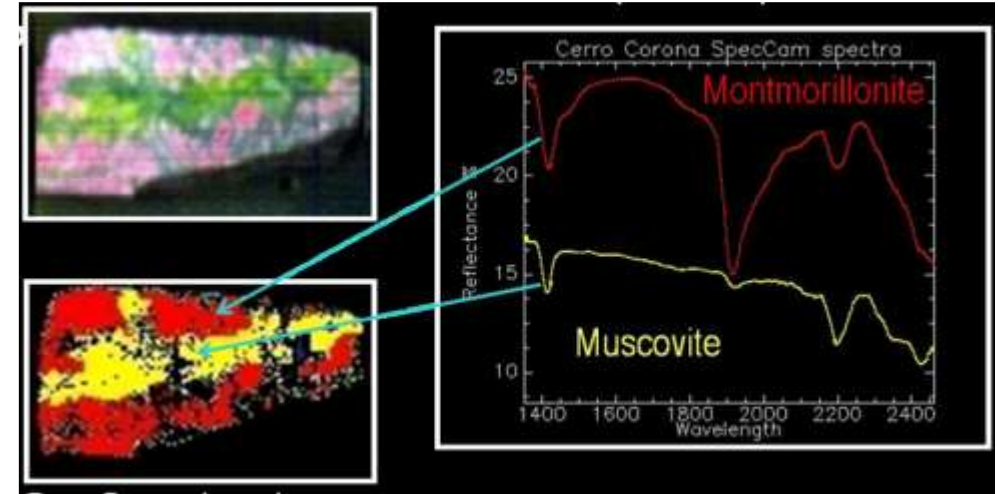 Cerro Corona SpecCam spectra
Montmorillonite
25
20
15
10
Reflectance
Muscovite
1400 1600 1800 2000 2200 2400
Wavelength